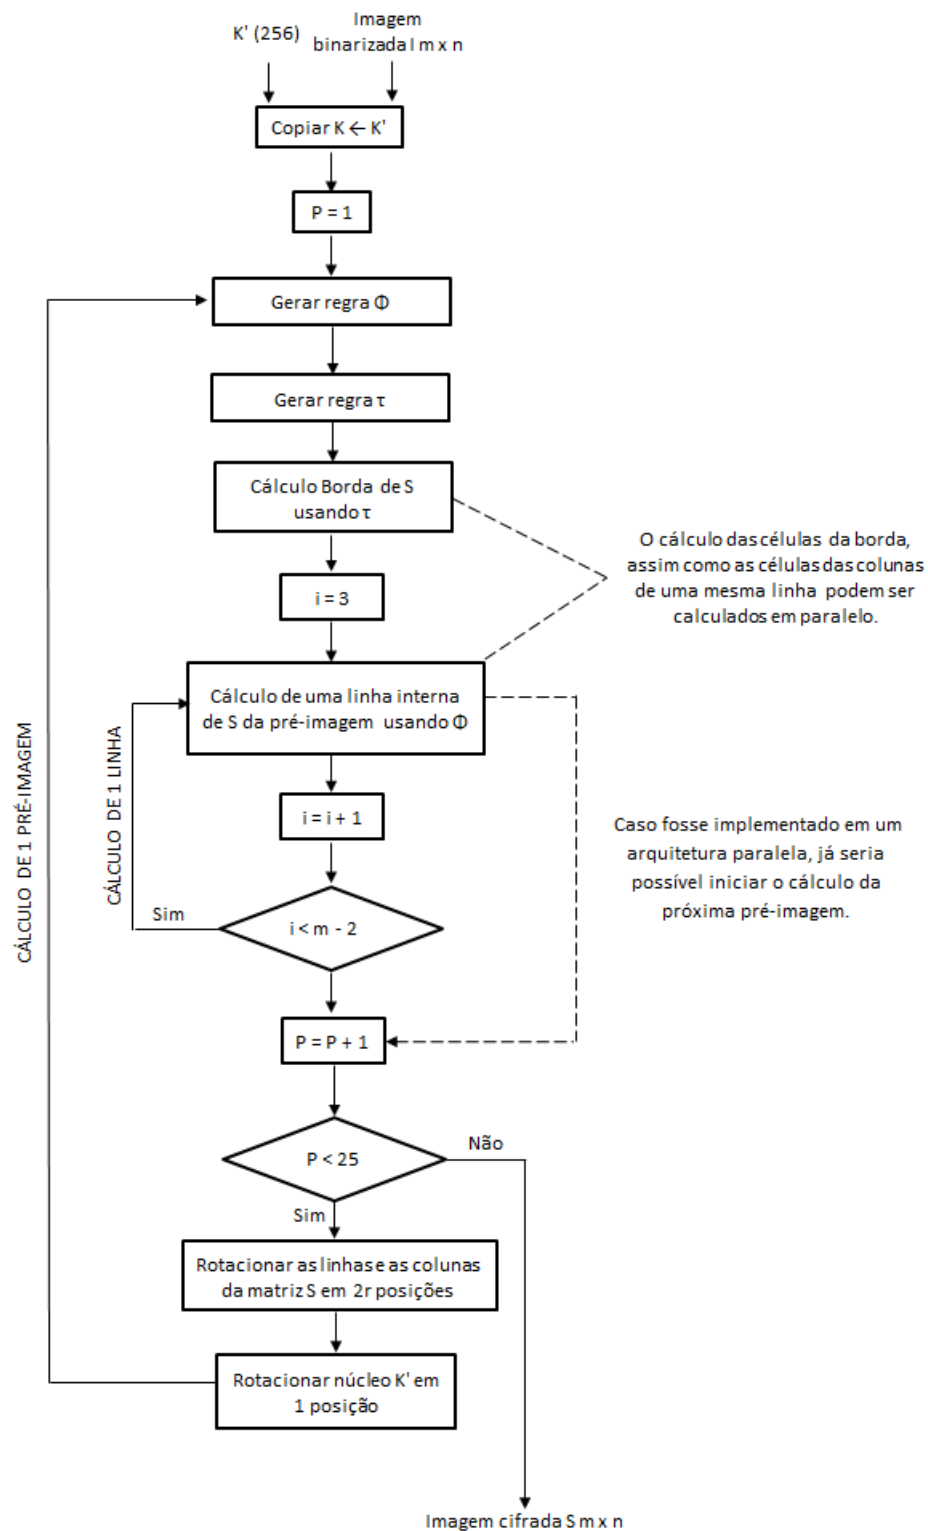 K' (256)
Imagem
binarizada I m x n
Copiar K ← K'
P = 1
Gerar regra Φ
Gerar regra τ
Cálculo Borda de S
usando τ
O cálculo das células da borda,
assim como as células das colunas
de uma mesma linha podem ser
calculados em paralelo.
i = 3
Cálculo de uma linha interna
de S da pré-imagem usando Φ
CÁLCULO DE 1 PRÉ-IMAGEM
CÁLCULO DE 1 LINHA
i = i + 1
Caso fosse implementado em um
arquitetura paralela, já seria
possível iniciar o cálculo da
próxima pré-imagem.
Sim
i < m - 2
P = P + 1
P < 25
Não
Sim
Rotacionar as linhas e as colunas
da matriz S em 2r posições
Rotacionar núcleo K' em
1 posição
Imagem cifrada S m x n